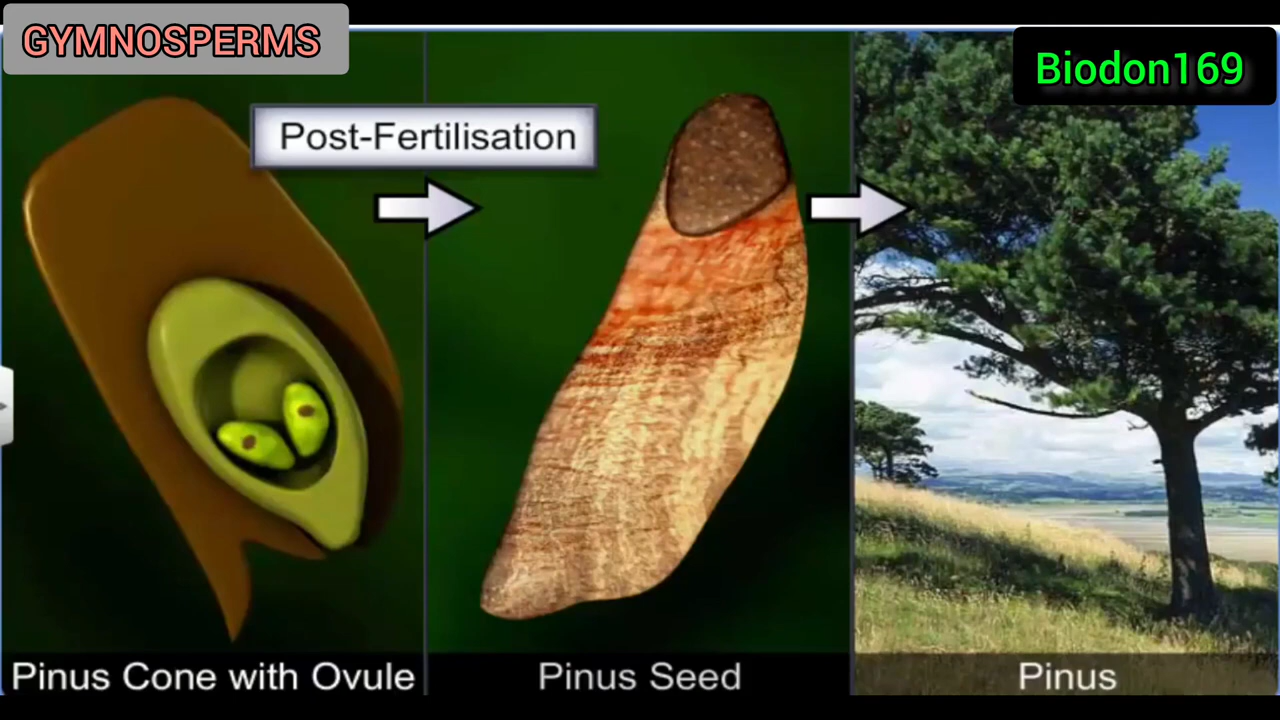 GYMNOSPERMS
Biodon169
Post-Fertilisation
Pinus Cone with Ovule
Pinus Seed
Pinus